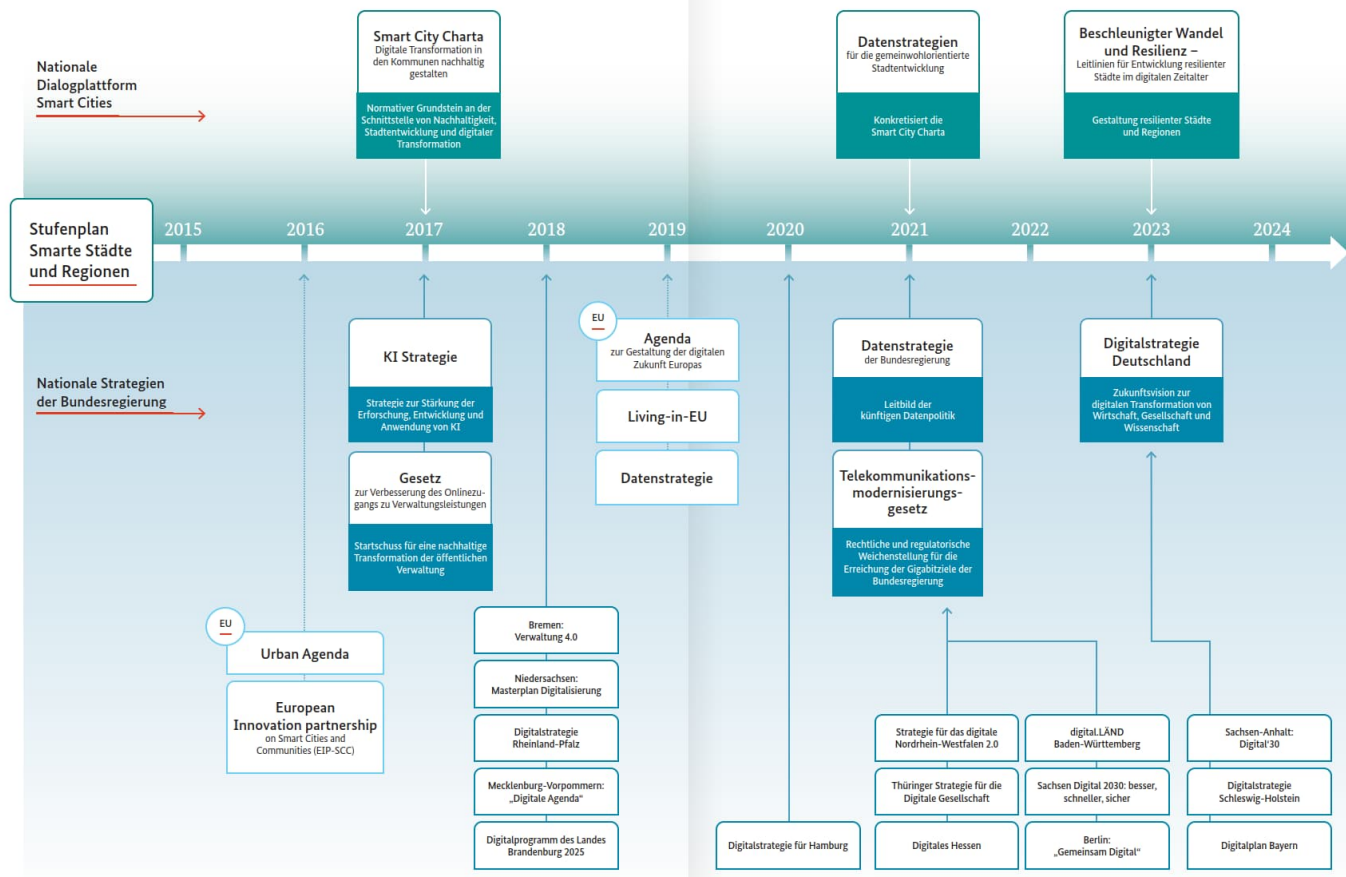 Nationale
Dialogplattform
Smart Cities
Smart City Charta
Digitale Transformation in
den Kommunen nachhaltig
gestalten
Normativer Grundstein an der
Schnittstelle von Nachhaltigkeit,
Stadtentwicklung und digitaler
Transformation
Datenstrategien
für die gemeinwohlorientierte
Stadtentwicklung
Konkretisiert die
Smart City Charta
Beschleunigter Wandel
und Resilienz –
Leitlinien für Entwicklung resilienter
Städte im digitalen Zeitalter
Gestaltung resilienter Städte
und Regionen
Stufenplan
Smarte Städte
und Regionen
2015
2016
2017
2018
2019
2020
2021
2022
2023
2024
Nationale Strategien
der Bundesregierung
KI Strategie
Strategie zur Stärkung der
Erforschung, Entwicklung und
Anwendung von KI
Gesetz
zur Verbesserung des Onlinezu-
gangs zu Verwaltungsleistungen
Startschuss für eine nachhaltige
Transformation der öffentlichen
Verwaltung
EU
Agenda
zur Gestaltung der digitalen
Zukunft Europas
Living-in-EU
Datenstrategie
Datenstrategie
der Bundesregierung
Leitbild der
künftigen Datenpolitik
Telekommunikations-
modernisierungs-
gesetz
Rechtliche und regulatorische
Weichenstellung für die
Erreichung der Gigabitziele der
Bundesregierung
Digitalstrategie
Deutschland
Zukunftsvision zur
digitalen Transformation von
Wirtschaft, Gesellschaft und
Wissenschaft
EU
Urban Agenda
European
Innovation partnership
on Smart Cities and
Communities (EIP-SCC)
Bremen:
Verwaltung 4.0
Niedersachsen:
Masterplan Digitalisierung
Digitalstrategie
Rheinland-Pfalz
Mecklenburg-Vorpommern:
„Digitale Agenda“
Digitalprogramm des Landes
Brandenburg 2025
Digitalstrategie für Hamburg
Strategie für das digitale
Nordrhein-Westfalen 2.0
Thüringer Strategie für die
Digitale Gesellschaft
Digitales Hessen
digital.LÄND
Baden-Württemberg
Sachsen Digital 2030: besser,
schneller, sicher
Berlin:
„Gemeinsam Digital“
Sachsen-Anhalt:
Digital'30
Digitalstrategie
Schleswig-Holstein
Digitalplan Bayern